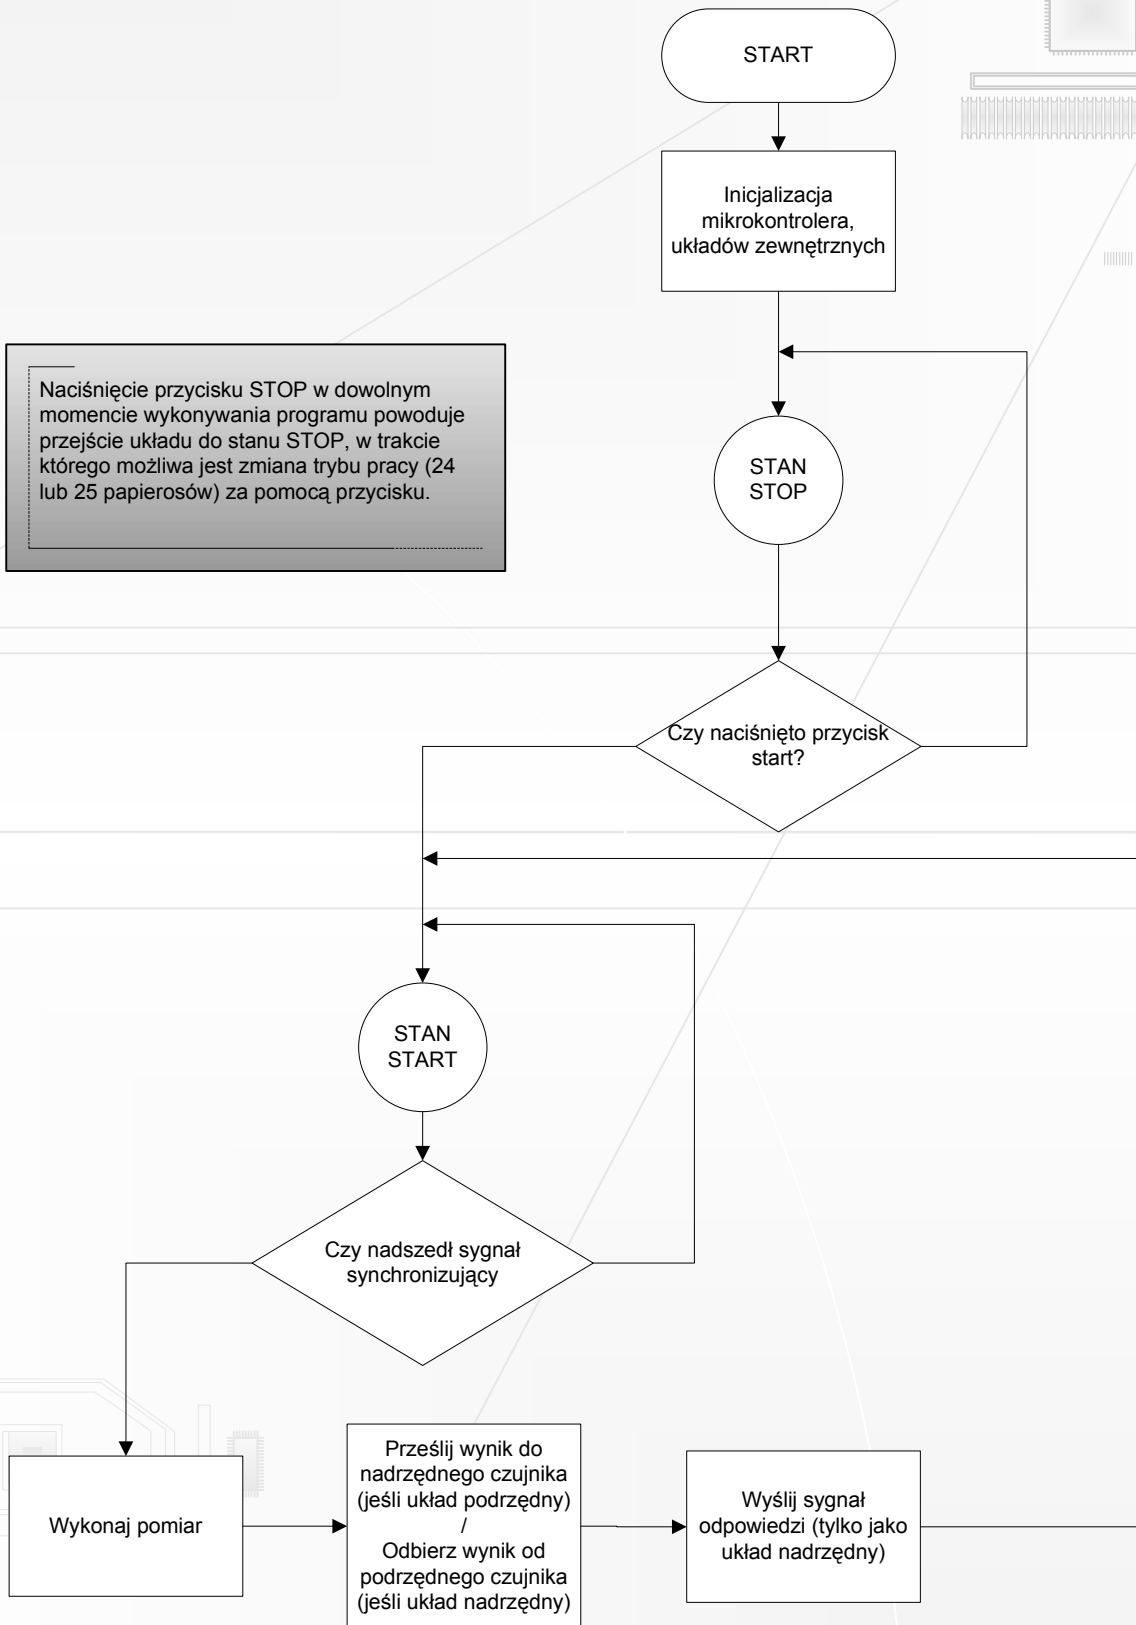 START
Inicjalizacja
mikrokontrolera,
układów zewnętrznych
Naciśnięcie przycisku STOP w dowolnym
momencie wykonywania programu powoduje
przejście układu do stanu STOP, w trakcie
którego możliwa jest zmiana trybu pracy (24
lub 25 papierosów) za pomocą przycisku.
STAN
STOP
Czy naciśnięto przycisk
start?
STAN
START
Czy nadszedł sygnał
synchronizujący
Wykonaj pomiar
Prześlij wynik do
nadrzędnego czujnika
(jeśli układ podrzędny)
/
Odbierz wynik od
podrzędnego czujnika
(jeśli układ nadrzędny)
Wyślij sygnał
odpowiedzi (tylko jako
układ nadrzędny)